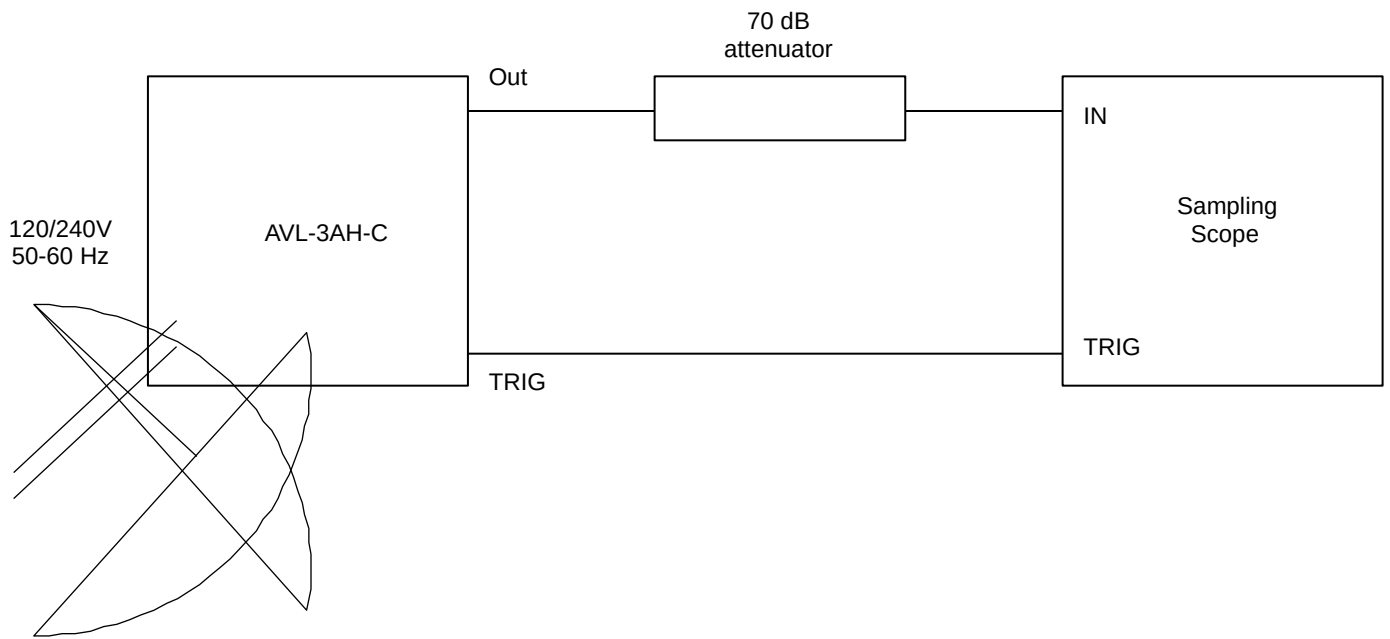 70 dB
attenuator
Out
IN
120/240V
50-60 Hz
AVL-3AH-C
Sampling
Scope
TRIG
TRIG